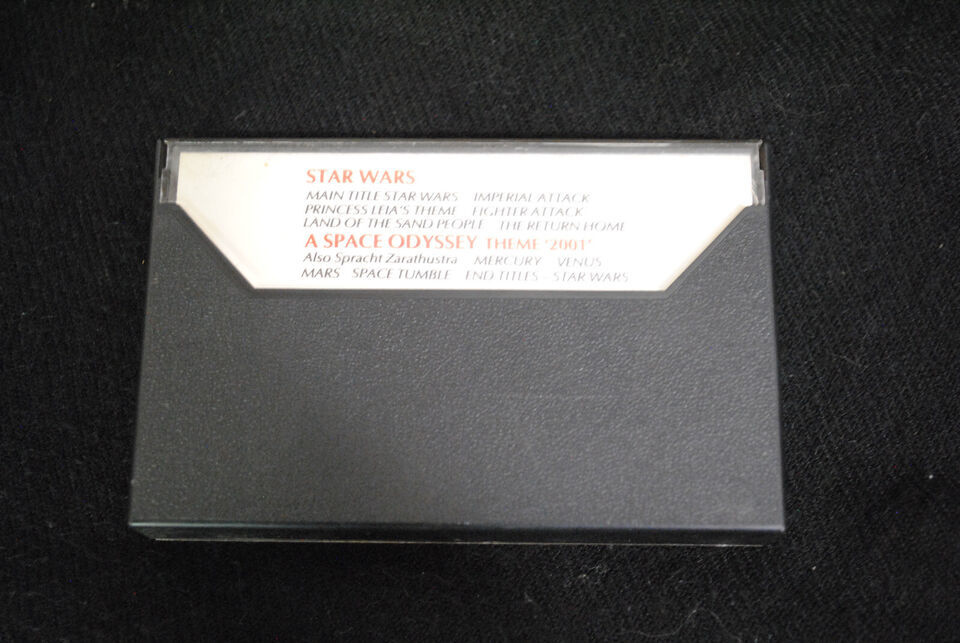 STAR WARS
MAIN TITLE STAR WARS IMPERIAL ATTACK
PRINCESS LEIA'S THEME FIGHTER ATTACK
LAND OF THE SAND PEOPLE THE RETURN HOME
A SPACE ODYSSEY THEME '2001'
Also Spracht Zarathustra MERCURY VENUS
MARS SPACE TUMBLE END TITLES - STAR WARS